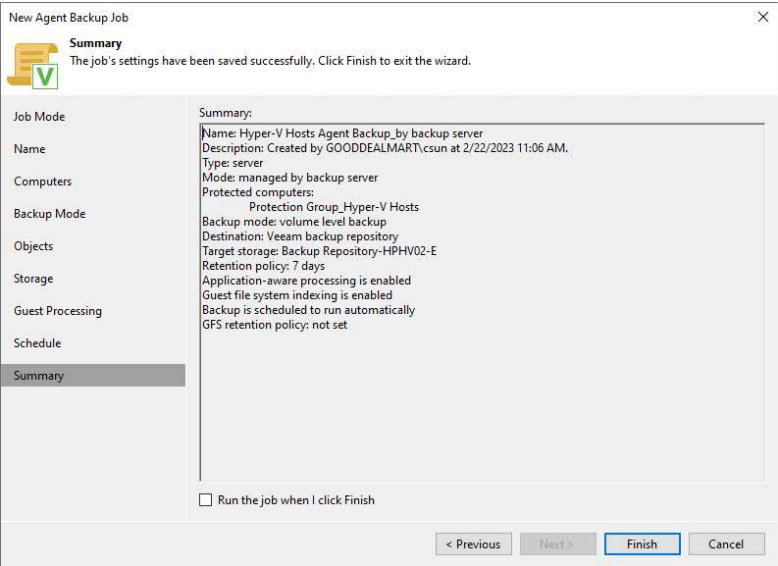 New Agent Backup Job
Summary
The job's settings have been saved successfully. Click Finish to exit the wizard.
V
Job Mode
Name
Computers
Backup Mode
Objects
Storage
Guest Processing
Schedule
Summary
Summary:
Name: Hyper-V Hosts Agent Backup_by backup server
Description: Created by GOODDEALMART\csun at 2/22/2023 11:06 AM.
Type: server
Mode: managed by backup server
Protected computers:
Protection Group_Hyper-V Hosts
Backup mode: volume level backup
Destination: Veeam backup repository
Target storage: Backup Repository-HPHV02-E
Retention policy: 7 days
Application-aware processing is enabled
Guest file system indexing is enabled
Backup is scheduled to run automatically
GFS retention policy: not set
Run the job when I click Finish
< Previous
Next >
Finish
Cancel